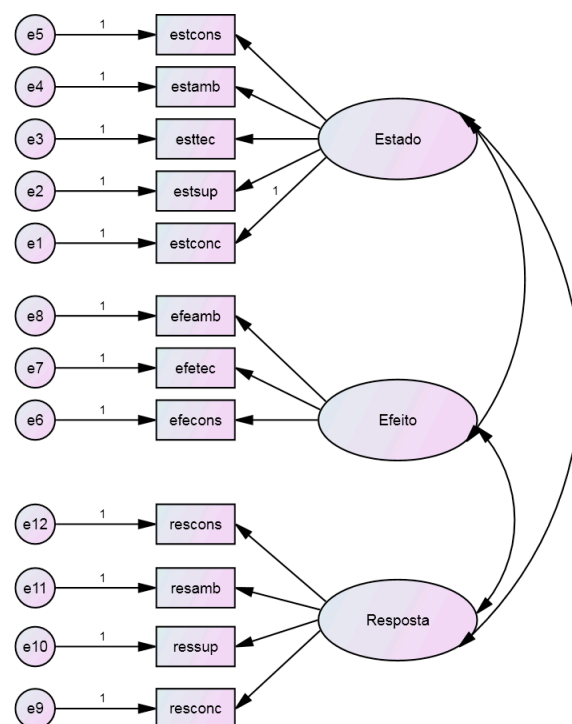 e5 1 estcons
e4 1 estamb
e3 1 esttec
Estado
e2 1 estsup
1
e1 1 estconc
e8 1 efeamb
e7 1 efetec
e6 1 efecons
Efeito
e12 1 rescons
e11 1 resamb
Resposta
e10 1 ressup
e9 1 resconc